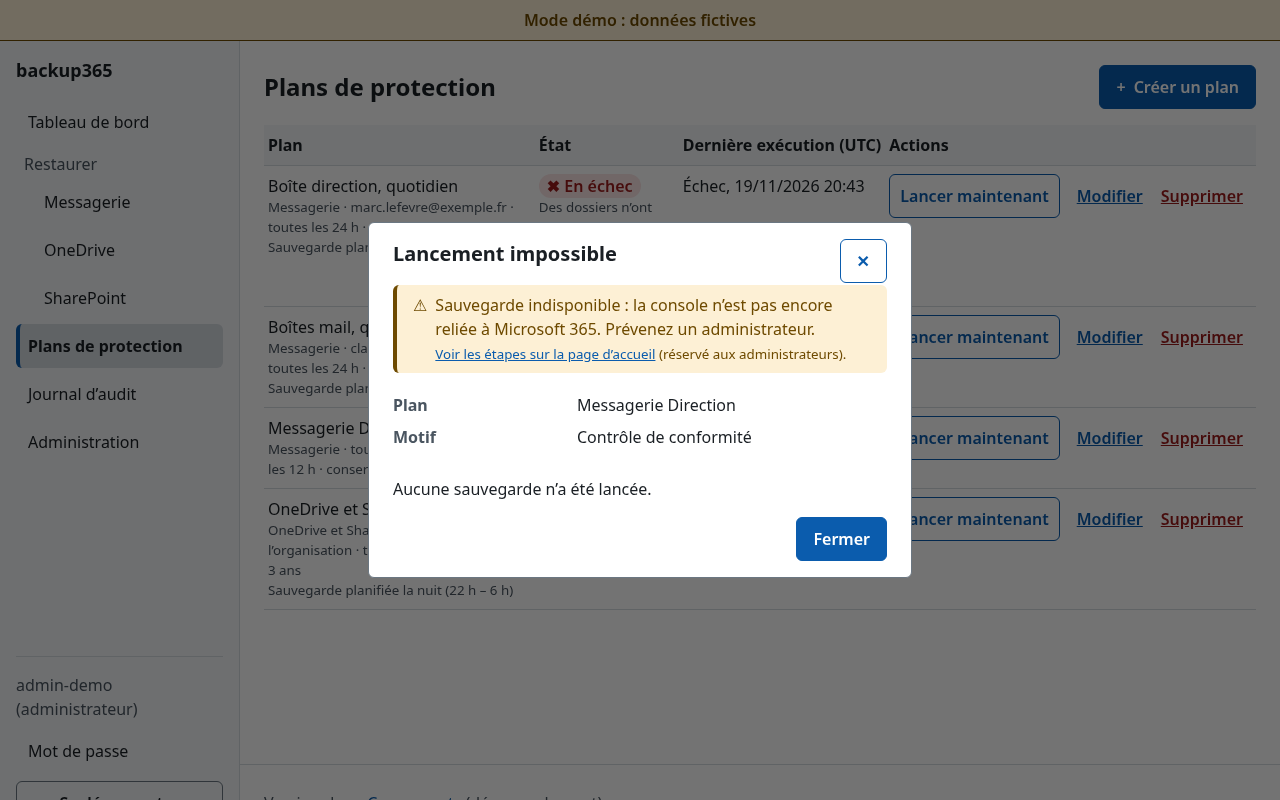 Mode démo : données fictives
backup365
Tableau de bord
Restaurer
Messagerie
OneDrive
SharePoint
Plans de protection
Journal d’audit
Administration
admin-demo
(administrateur)
Mot de passe
Plans de protection
+ Créer un plan
Plan État Dernière exécution (UTC) Actions
Boîte direction, quotidien ✖ En échec Échec, 19/11/2026 20:43 Lancer maintenant Modifier Supprimer
Messagerie · marc.lefevre@exemple.fr · Des dossiers n’ont
toutes les 24 h ·
Sauvegarde
Boîtes mail, ancer maintenant Modifier Supprimer
Messagerie ·
toutes les 24 h ·
Sauvegarde
Messagerie ancer maintenant Modifier Supprimer
Messagerie ·
les 12 h ·
OneDrive et ancer maintenant Modifier Supprimer
OneDrive et
l’organisation ·
3 ans
Sauvegarde planifiée la nuit (22 h – 6 h)
Lancement impossible
×
⚠ Sauvegarde indisponible : la console n’est pas encore
reliée à Microsoft 365. Prévenez un administrateur.
Voir les étapes sur la page d’accueil (réservé aux administrateurs).
Plan Messagerie Direction
Motif Contrôle de conformité
Aucune sauvegarde n’a été lancée.
Fermer